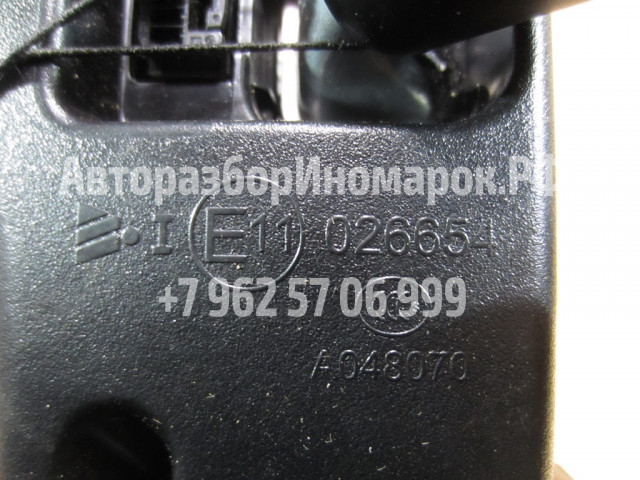 АвторазборИномарок.РФ
I E11 026654
+7 962 57 06 999
A048070